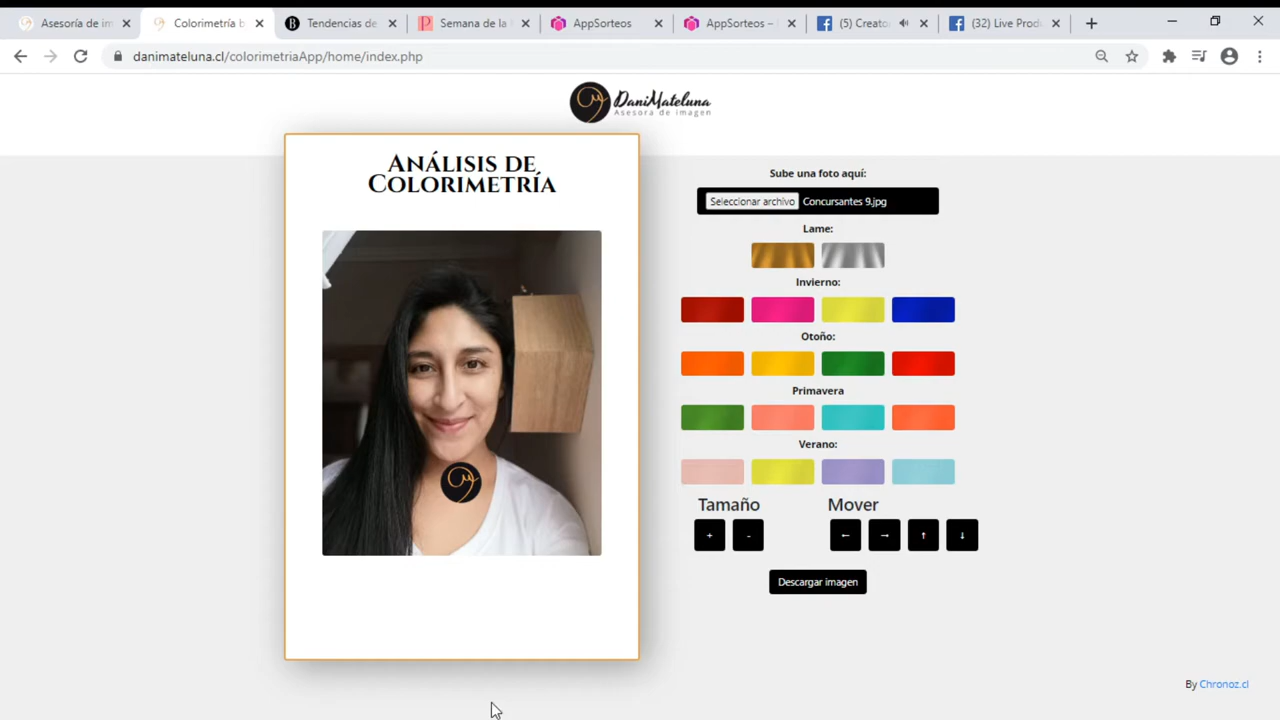 Asesoría de im
Colorimetría b
Tendencias de
Semana de la
AppSorteos
AppSorteos –
(5) Creato
(32) Live Produ
danimateluna.cl/colorimetriaApp/home/index.php
DaniMateluna
Asesora de imagen
Análisis de
Colorimetría
Sube una foto aquí:
Seleccionar archivo Concursantes 9.jpg
Lame:
Invierno:
Otoño:
Primavera
Verano:
Tamaño Mover
+ - ← → ↑ ↓
Descargar imagen
By Chronoz.cl